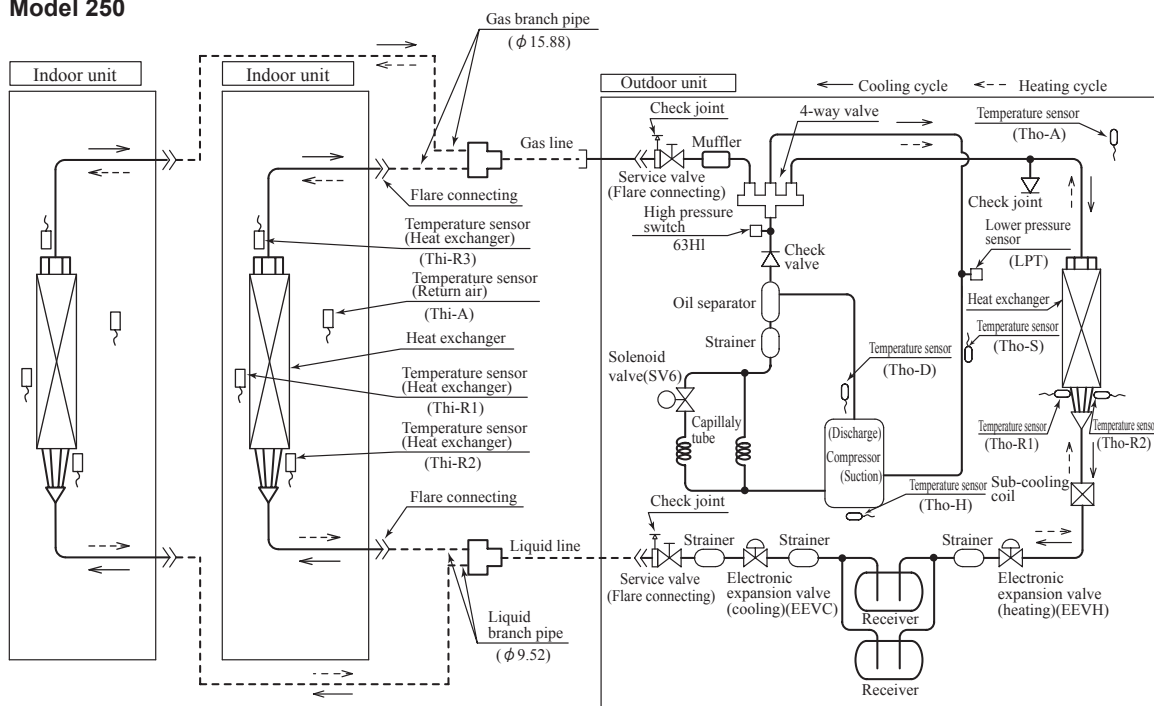 Model 250
Gas branch pipe
(ϕ 15.88)
Indoor unit
Indoor unit
Outdoor unit
Cooling cycle
Heating cycle
Check joint
4-way valve
Temperature sensor
(Tho-A)
Muffler
Gas line
Service valve
(Flare connecting)
Check joint
Flare connecting
High pressure
switch
63Hl
Lower pressure
sensor
(LPT)
Temperature sensor
(Heat exchanger)
(Thi-R3)
Check
valve
Temperature sensor
(Return air)
(Thi-A)
Oil separator
Heat exchanger
Strainer
Temperature sensor
(Tho-S)
Heat exchanger
Temperature sensor
(Tho-D)
Solenoid
valve(SV6)
Temperature sensor
(Heat exchanger)
(Thi-R1)
Capillaly
tube
(Discharge)
Compressor
(Suction)
Temperature sensor
(Tho-R1)
Temperature sensor
(Tho-R2)
Temperature sensor
(Heat exchanger)
(Thi-R2)
Temperature sensor
(Tho-H)
Sub-cooling
coil
Flare connecting
Check joint
Liquid line
Strainer
Strainer
Strainer
Service valve
(Flare connecting)
Electronic
expansion valve
(cooling)(EEVC)
Electronic
expansion valve
(heating)(EEVH)
Receiver
Liquid
branch pipe
(ϕ 9.52)
Receiver